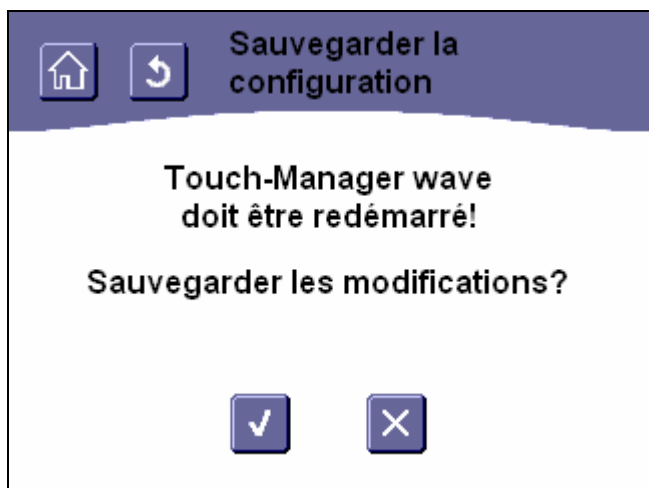 Sauvegarder la
configuration
Touch-Manager wave
doit être redémarré!
Sauvegarder les modifications?